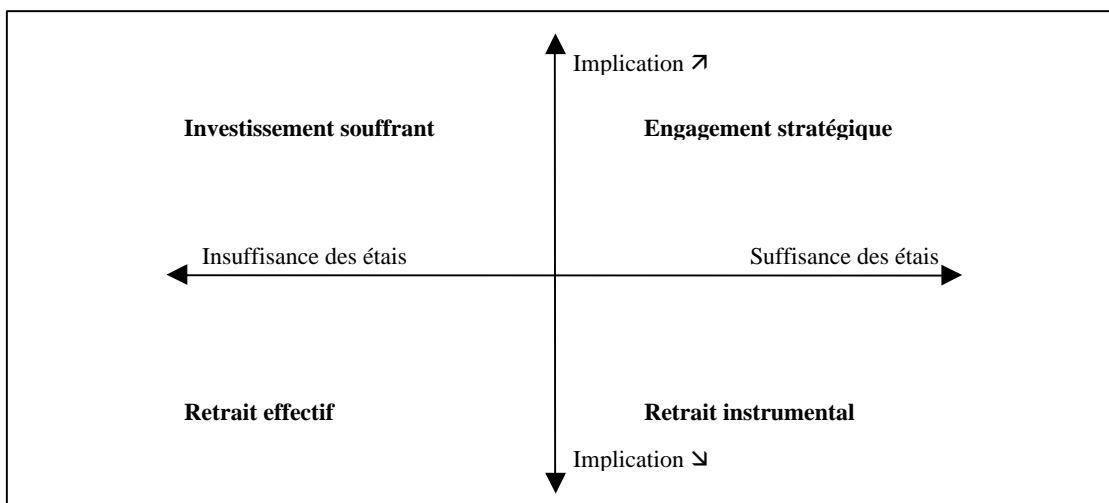 Implication ↗
Investissement souffrant
Engagement stratégique
Insuffisance des étais
Suffisance des étais
Retrait effectif
Retrait instrumental
Implication ↘